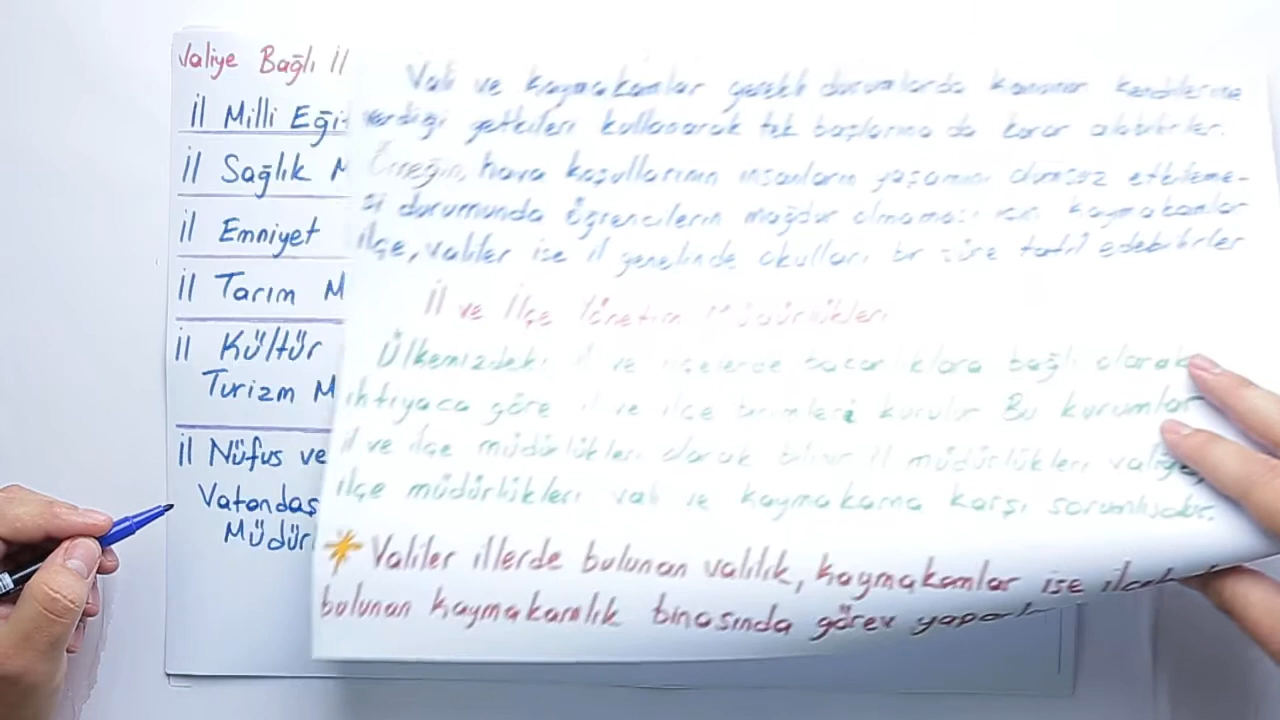 Valiye Bağlı İl
İl Milli Eği
İl Sağlık M
İl Emniyet
İl Tarım M
İl Kültür
Turizm M
İl Nüfus ve
Vatandaş
Müdür
Vali ve kaymakamlar gerekli durumlarda kanunun kendilerine
verdiği yetkileri kullanarak tek başlarına da karar alabilirler.
Örneğin, hava koşullarının insanların yaşamını olumsuz etkileme-
si durumunda öğrencilerin mağdur olmaması için kaymakamlar
ilçe, valiler ise il genelinde okulları bir süre tatil edebilirler
İl ve İlçe Yönetim Müdürlükleri
Ülkemizdeki il ve ilçelerde bakanlıklara bağlı olarak
ihtiyaca göre il ve ilçe birimleri kurulur Bu kurumlar
il ve ilçe müdürlükleri olarak bilinir İl müdürlükleri valiye,
ilçe müdürlükleri vali ve kaymakama karşı sorumludur.
Valiler illerde bulunan valilik, kaymakamlar ise
bulunan kaymakamlık binasında görev